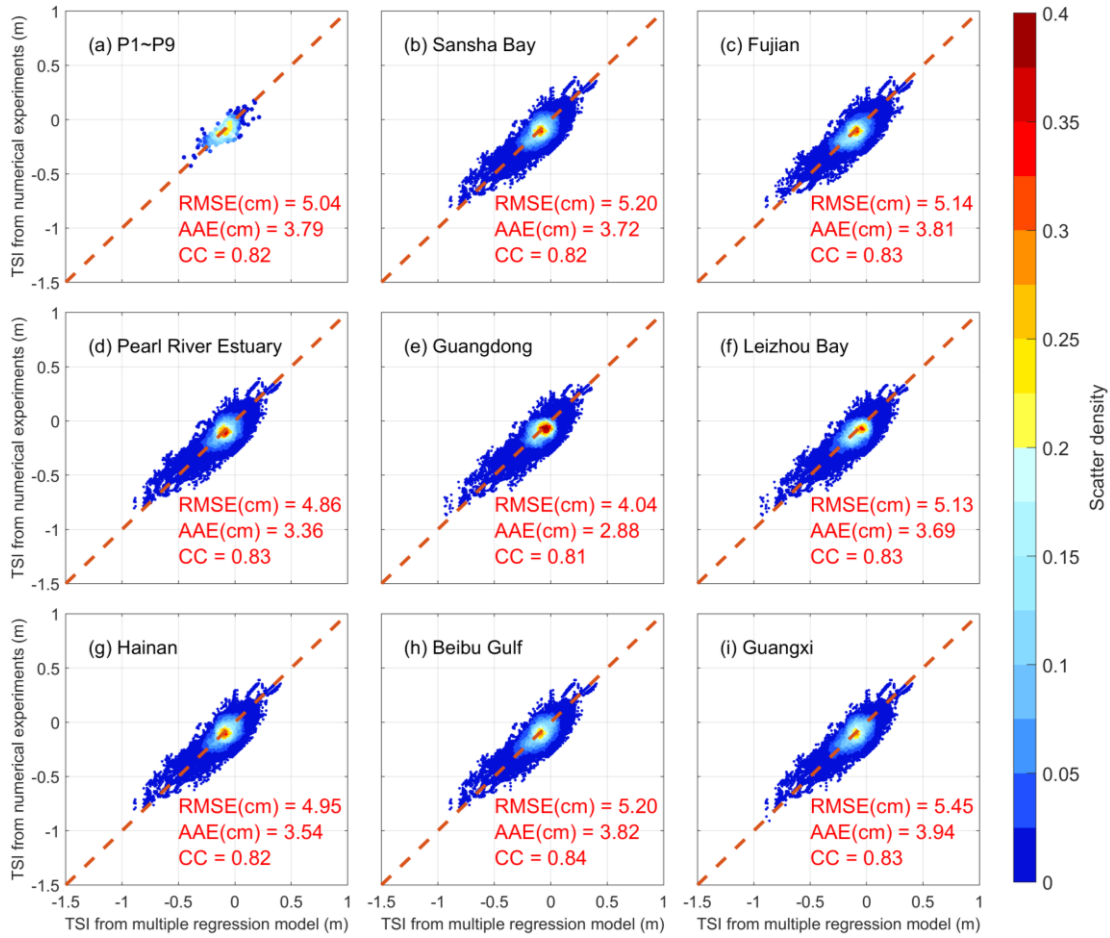 (a) P1~P9
RMSE(cm) = 5.04
AAE(cm) = 3.79
CC = 0.82
(b) Sansha Bay
RMSE(cm) = 5.20
AAE(cm) = 3.72
CC = 0.82
(c) Fujian
RMSE(cm) = 5.14
AAE(cm) = 3.81
CC = 0.83
TSI from numerical experiments (m)
1
0.5
0
-0.5
-1
-1.5
(d) Pearl River Estuary
RMSE(cm) = 4.86
AAE(cm) = 3.36
CC = 0.83
(e) Guangdong
RMSE(cm) = 4.04
AAE(cm) = 2.88
CC = 0.81
(f) Leizhou Bay
RMSE(cm) = 5.13
AAE(cm) = 3.69
CC = 0.83
TSI from numerical experiments (m)
1
0.5
0
-0.5
-1
-1.5
(g) Hainan
RMSE(cm) = 4.95
AAE(cm) = 3.54
CC = 0.82
(h) Beibu Gulf
RMSE(cm) = 5.20
AAE(cm) = 3.82
CC = 0.84
(i) Guangxi
RMSE(cm) = 5.45
AAE(cm) = 3.94
CC = 0.83
TSI from numerical experiments (m)
1
0.5
0
-0.5
-1
-1.5
-1.5 -1 -0.5 0 0.5 1
-1.5 -1 -0.5 0 0.5 1
-1.5 -1 -0.5 0 0.5 1
TSI from multiple regression model (m)
TSI from multiple regression model (m)
TSI from multiple regression model (m)
0.4
0.35
0.3
0.25
0.2
0.15
0.1
0.05
0
Scatter density